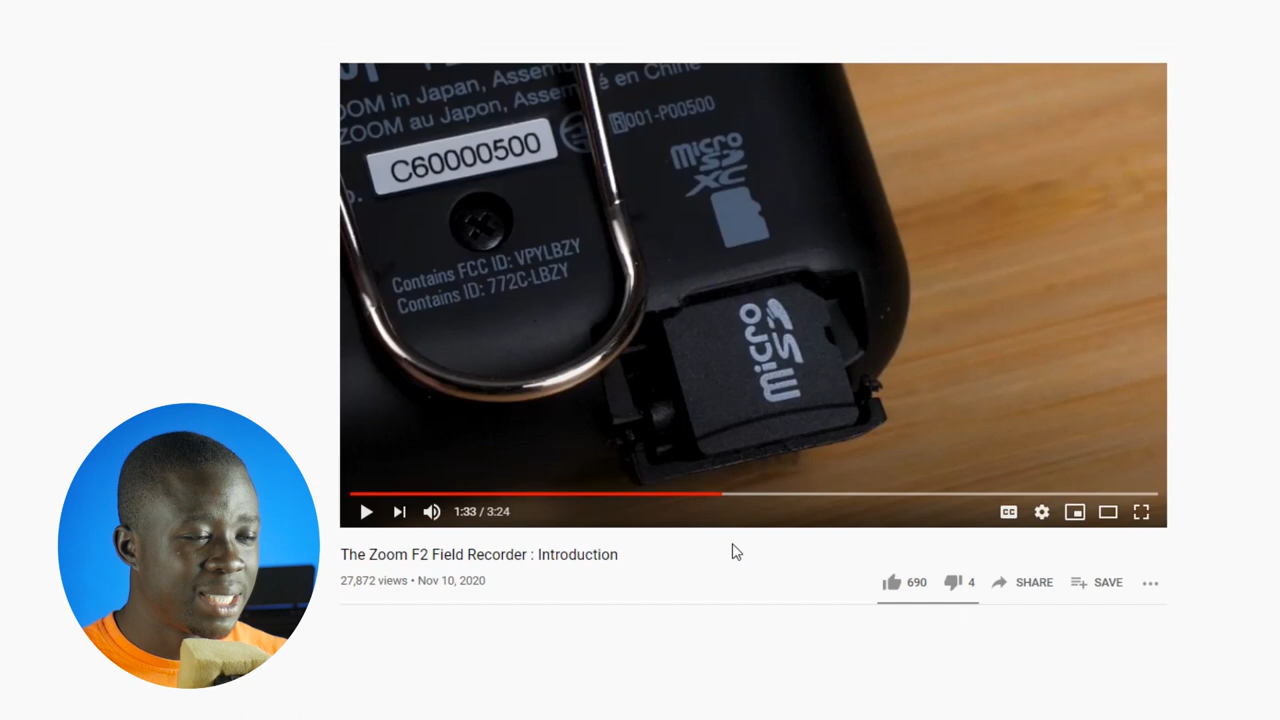 OOM in Japan, Assem
ZOOM au Japon, Assem é en Chine
R001-P00500
C60000500
micro
SD
XC
Contains FCC ID: VPYLBZY
Contains ID: 772C-LBZY
micro
SD
1:33 / 3:24
CC
The Zoom F2 Field Recorder : Introduction
27,872 views • Nov 10, 2020
690
4
SHARE
SAVE